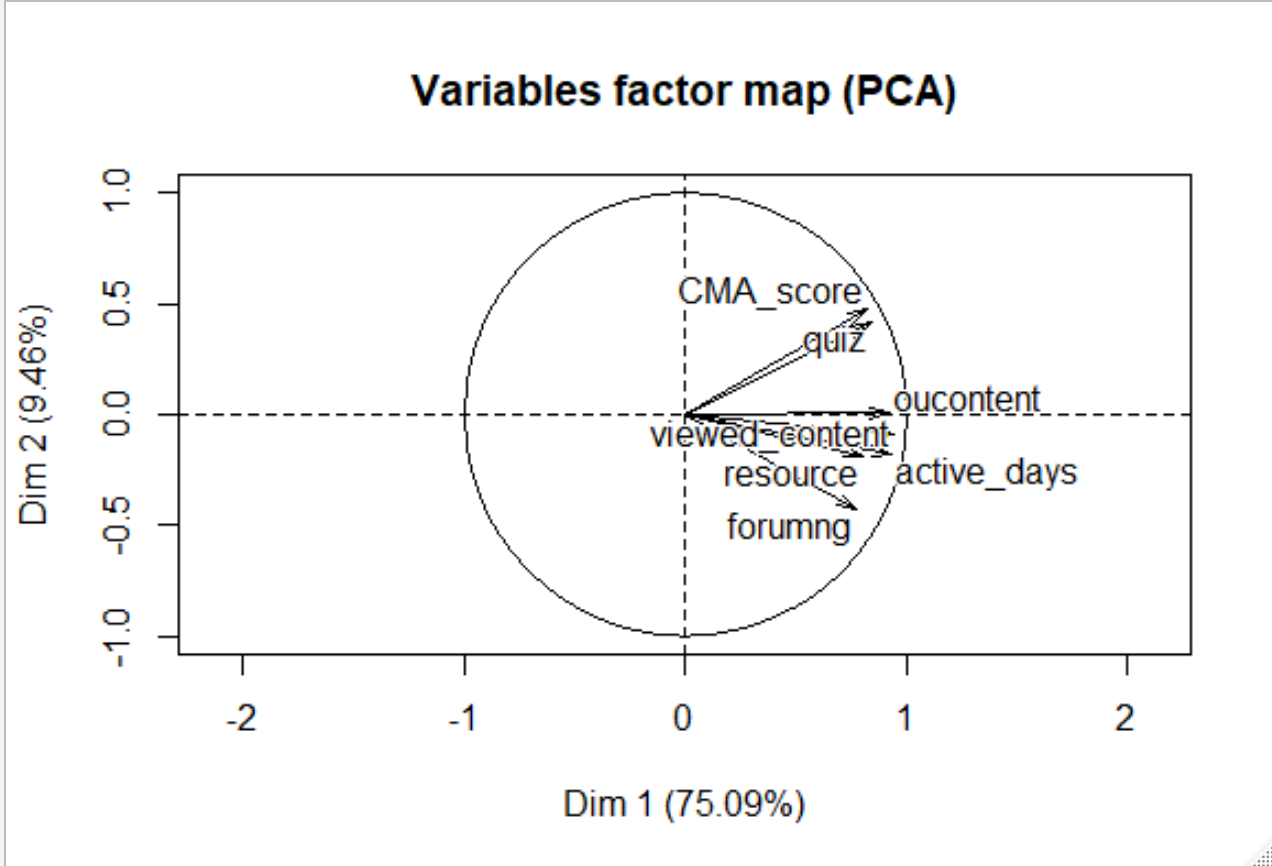 Variables factor map (PCA)
1.0
0.5
0.0
-0.5
-1.0
Dim 2 (9.46%)
CMA_score
quiz
oucontent
viewed_content
resource
active_days
forumng
-2
-1
0
1
2
Dim 1 (75.09%)